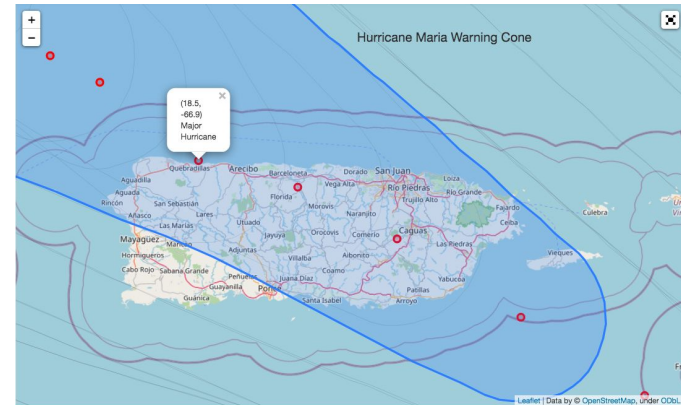 +
Hurricane Maria Warning Cone
−
×
(18.5,
-66.9)
Major
Hurricane
Quebradillas
Arecibo
Barceloneta
Dorado
San Juan
Loíza
Aguadilla
Vega Alta
Río Piedras
Río Grande
Aguada
Florida
Trujillo Alto
Rincón
San Sebastián
Morovis
Fajardo
Añasco
Lares
Utuado
Naranjito
Ceiba
Culebra
Las Marías
Orocovis
Comerío
Caguas
Mayagüez
Jayuya
Las Piedras
Maricao
Adjuntas
Aibonito
Vieques
Hormigueros
Villalba
Cabo Rojo
Sabana Grande
Peñuelas
Coamo
Yabucoa
Juana Díaz
Guayanilla
Ponce
Patillas
Guánica
Santa Isabel
Arroyo
Leaflet | Data by © OpenStreetMap, under ODbL